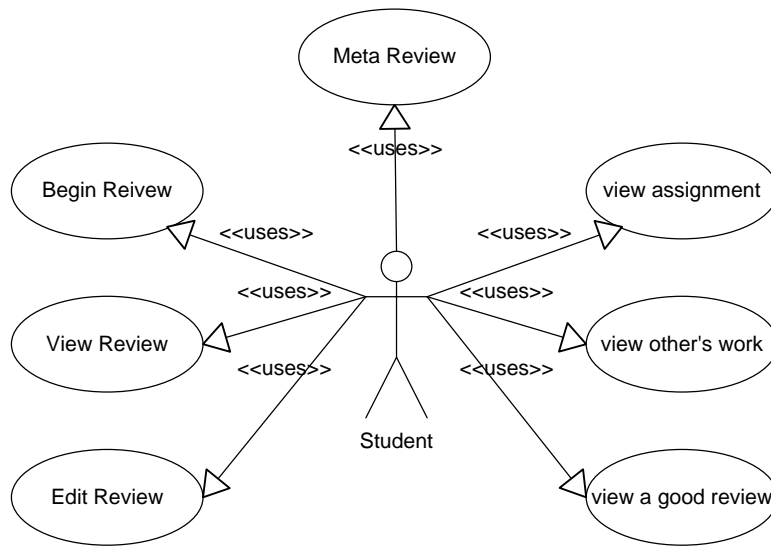 Meta Review
<<uses>>
Begin Reivew
view assignment
<<uses>>
<<uses>>
<<uses>>
<<uses>>
View Review
view other's work
<<uses>>
<<uses>>
Student
Edit Review
view a good review